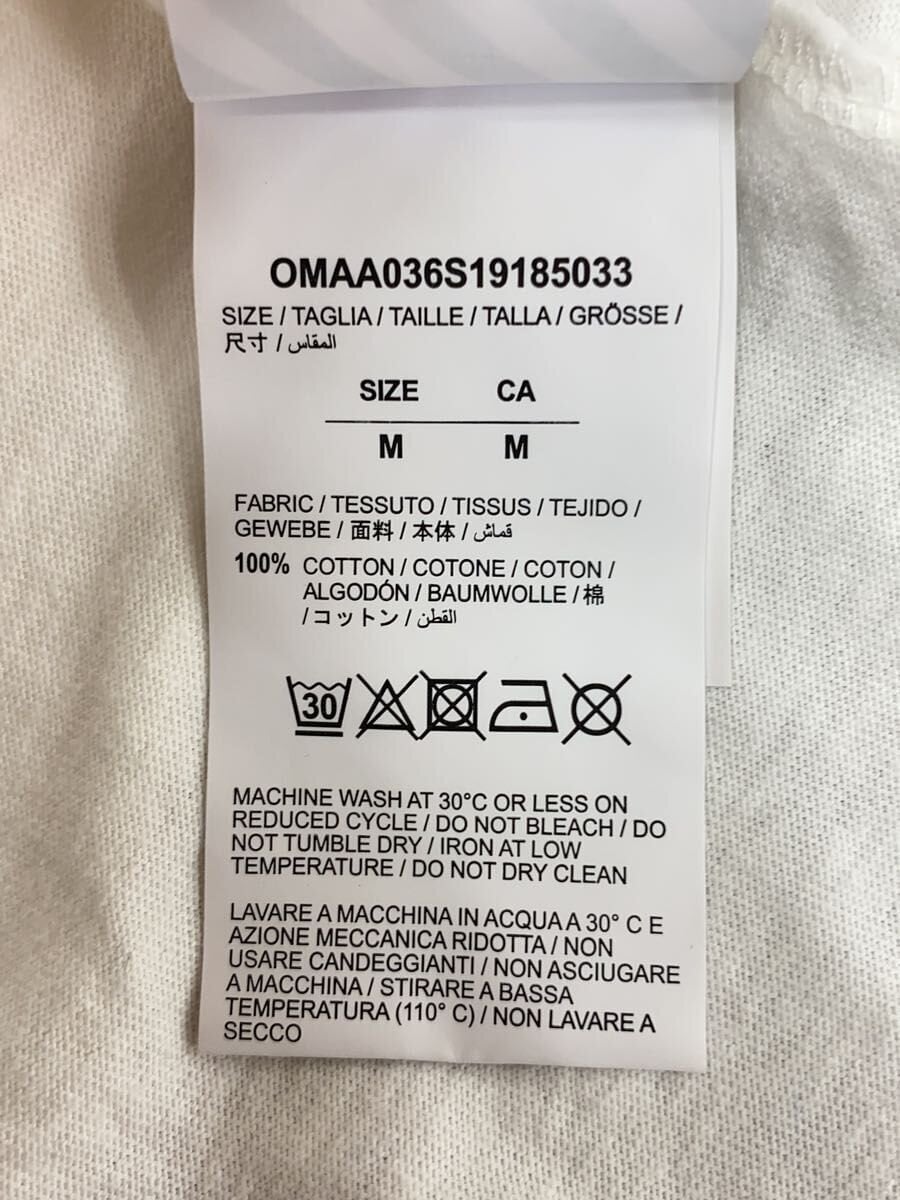 OMAA036S19185033
SIZE / TAGLIA / TAILLE / TALLA / GRÖSSE /
尺寸 / المقاس
SIZE CA
M M
FABRIC / TESSUTO / TISSUS / TEJIDO /
GEWEBE / 面料 / 本体 / قماش
100% COTTON / COTONE / COTON /
ALGODÓN / BAUMWOLLE / 棉
/ コットン / القطن
30
MACHINE WASH AT 30°C OR LESS ON
REDUCED CYCLE / DO NOT BLEACH / DO
NOT TUMBLE DRY / IRON AT LOW
TEMPERATURE / DO NOT DRY CLEAN
LAVARE A MACCHINA IN ACQUA A 30° C E
AZIONE MECCANICA RIDOTTA / NON
USARE CANDEGGIANTI / NON ASCIUGARE
A MACCHINA / STIRARE A BASSA
TEMPERATURA (110° C) / NON LAVARE A
SECCO